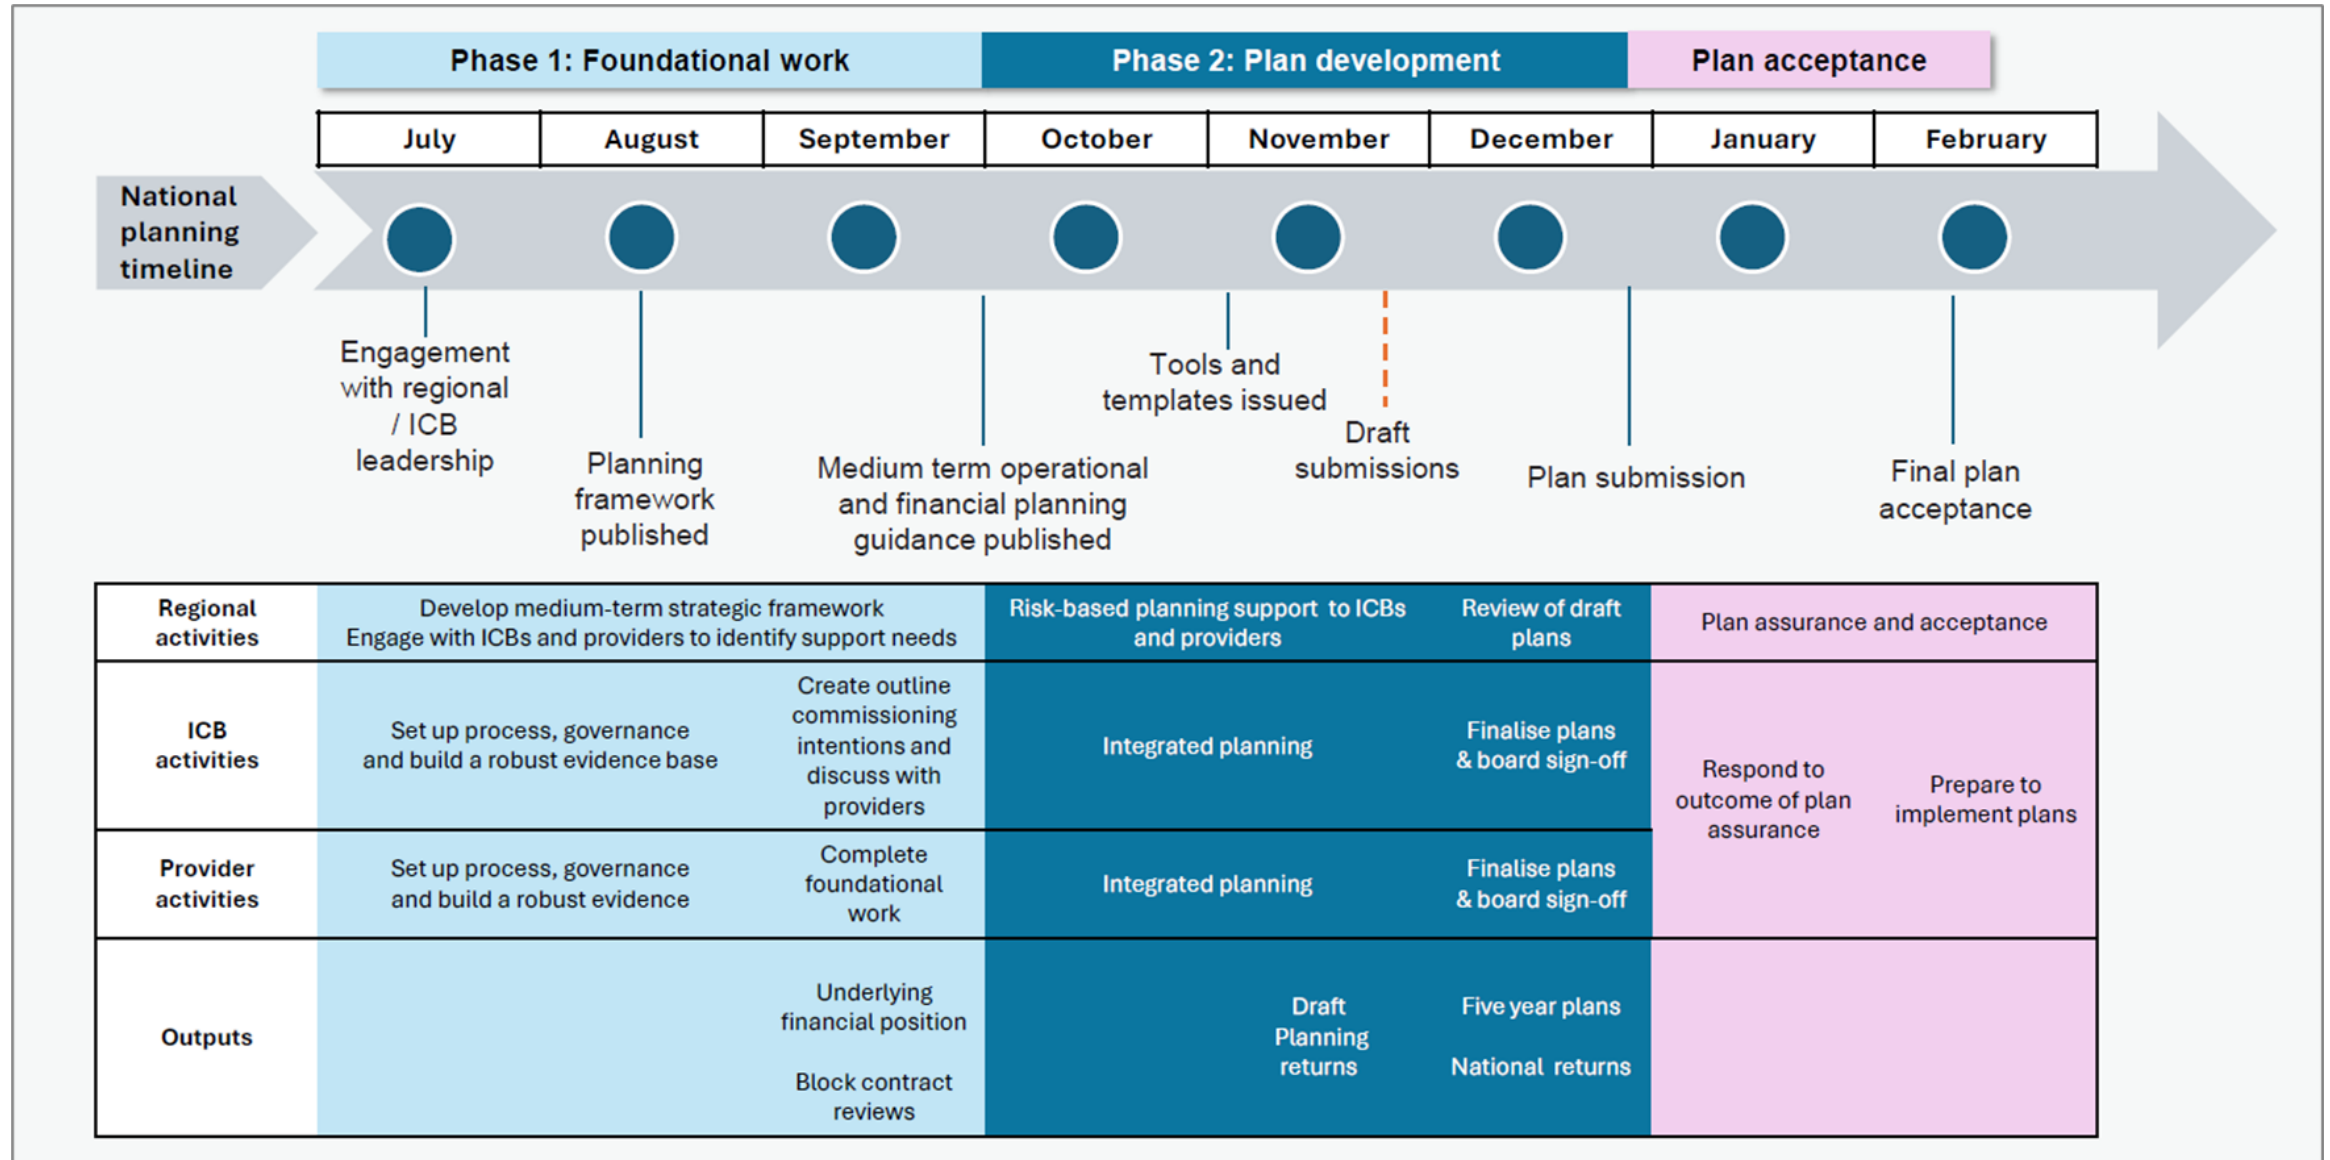 Phase 1: Foundational work
Phase 2: Plan development
Plan acceptance
July
August
September
October
November
December
January
February
National
planning
timeline
Engagement
with regional
/ ICB
leadership
Planning
framework
published
Medium term operational
and financial planning
guidance published
Tools and
templates issued
Draft
submissions
Plan submission
Final plan
acceptance
Regional
activities
Develop medium-term strategic framework
Engage with ICBs and providers to identify support needs
Risk-based planning support to ICBs
and providers
Review of draft
plans
Plan assurance and acceptance
ICB
activities
Set up process, governance
and build a robust evidence base
Create outline
commissioning
intentions and
discuss with
providers
Integrated planning
Finalise plans
& board sign-off
Respond to
outcome of plan
assurance
Prepare to
implement plans
Provider
activities
Set up process, governance
and build a robust evidence
Complete
foundational
work
Integrated planning
Finalise plans
& board sign-off
Outputs
Underlying
financial position
Block contract
reviews
Draft
Planning
returns
Five year plans
National returns